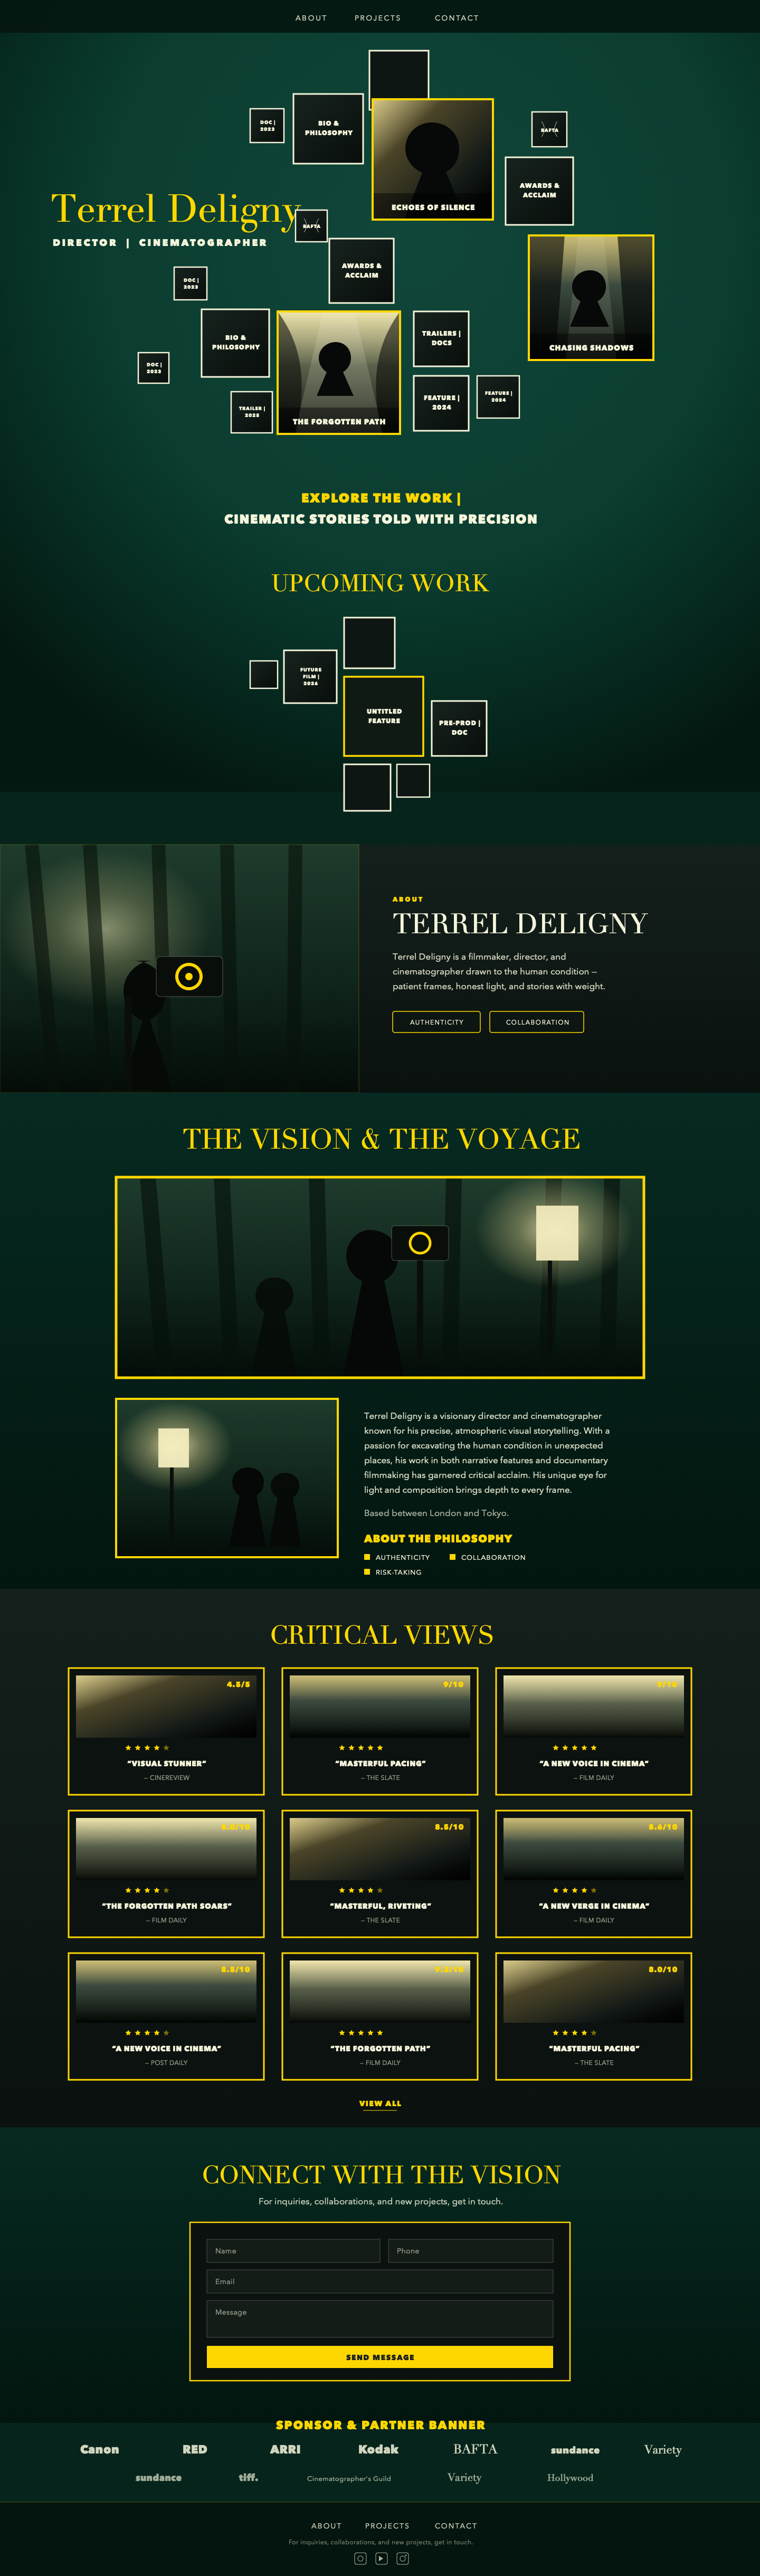 ABOUT PROJECTS CONTACT
DOC |
2023
BIO &
PHILOSOPHY
ECHOES OF SILENCE
BAFTA
AWARDS &
ACCLAIM
Terrel Deligny
DIRECTOR | CINEMATOGRAPHER
BAFTA
AWARDS &
ACCLAIM
CHASING SHADOWS
DOC |
2023
BIO &
PHILOSOPHY
THE FORGOTTEN PATH
TRAILERS |
DOCS
DOC |
2022
TRAILER |
2025
FEATURE |
2024
FEATURE |
2024
EXPLORE THE WORK |
CINEMATIC STORIES TOLD WITH PRECISION
UPCOMING WORK
FUTURE
FILM |
2026
UNTITLED
FEATURE
PRE-PROD |
DOC
ABOUT
TERREL DELIGNY
Terrel Deligny is a filmmaker, director, and
cinematographer drawn to the human condition —
patient frames, honest light, and stories with weight.
AUTHENTICITY COLLABORATION
THE VISION & THE VOYAGE
Terrel Deligny is a visionary director and cinematographer
known for his precise, atmospheric visual storytelling. With a
passion for excavating the human condition in unexpected
places, his work in both narrative features and documentary
filmmaking has garnered critical acclaim. His unique eye for
light and composition brings depth to every frame.
Based between London and Tokyo.
ABOUT THE PHILOSOPHY
AUTHENTICITY COLLABORATION
RISK-TAKING
CRITICAL VIEWS
4.5/5
“VISUAL STUNNER”
— CINEREVIEW
9/10
“MASTERFUL PACING”
— THE SLATE
“A NEW VOICE IN CINEMA”
— FILM DAILY
“THE FORGOTTEN PATH SOARS”
— FILM DAILY
8.5/10
“MASTERFUL, RIVETING”
— THE SLATE
8.6/10
“A NEW VERGE IN CINEMA”
— FILM DAILY
8.5/10
“A NEW VOICE IN CINEMA”
— POST DAILY
“THE FORGOTTEN PATH”
— FILM DAILY
8.0/10
“MASTERFUL PACING”
— THE SLATE
VIEW ALL
CONNECT WITH THE VISION
For inquiries, collaborations, and new projects, get in touch.
Name Phone
Email
Message
SEND MESSAGE
SPONSOR & PARTNER BANNER
Canon RED ARRI Kodak BAFTA sundance Variety
sundance tiff. Cinematographer's Guild Variety Hollywood
ABOUT PROJECTS CONTACT
For inquiries, collaborations, and new projects, get in touch.